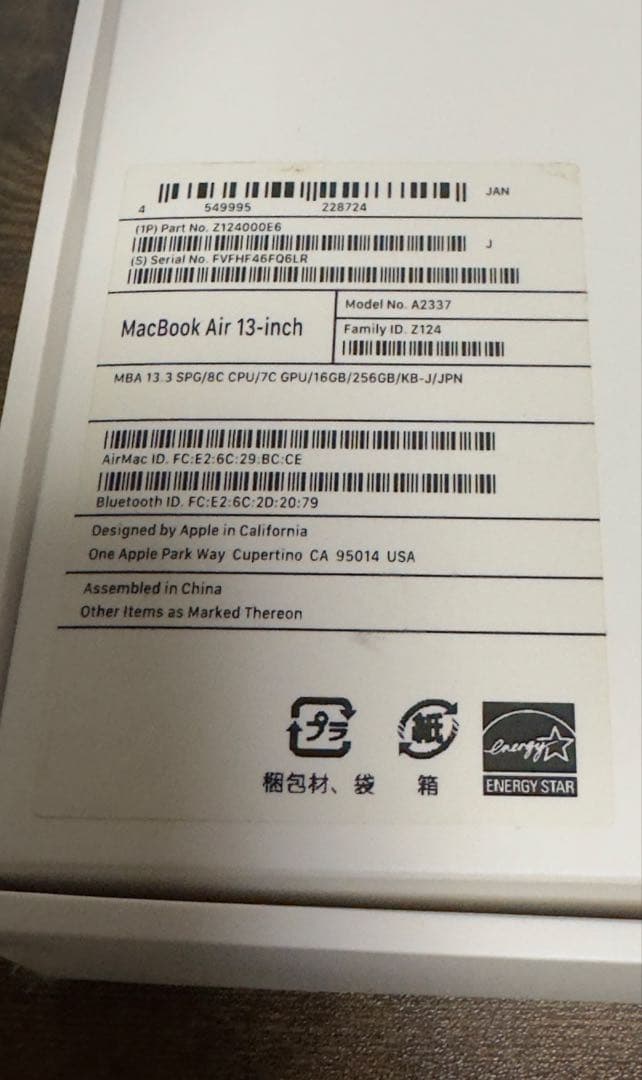 JAN
4 549995 228724
(1P) Part No. Z124000E6
J
(S) Serial No. FVFHF46FQ6LR
MacBook Air 13-inch
Model No. A2337
Family ID. Z124
MBA 13.3 SPG/8C CPU/7C GPU/16GB/256GB/KB-J/JPN
AirMac ID. FC:E2:6C:29:BC:CE
Bluetooth ID. FC:E2:6C:2D:20:79
Designed by Apple in California
One Apple Park Way Cupertino CA 95014 USA
Assembled in China
Other Items as Marked Thereon
プラ
紙
energy
ENERGY STAR
梱包材、袋
箱